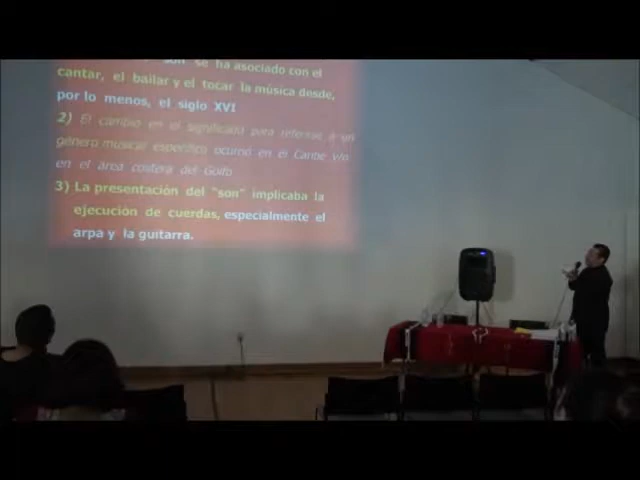 "son" se ha asociado con el
cantar, el bailar y el tocar la música desde,
por lo menos, el siglo XVI
2) El cambio en el significado para referirse a un
género musical específico ocurrió en el Caribe y/o
en el área costera del Golfo
3) La presentación del "son" implicaba la
ejecución de cuerdas, especialmente el
arpa y la guitarra.